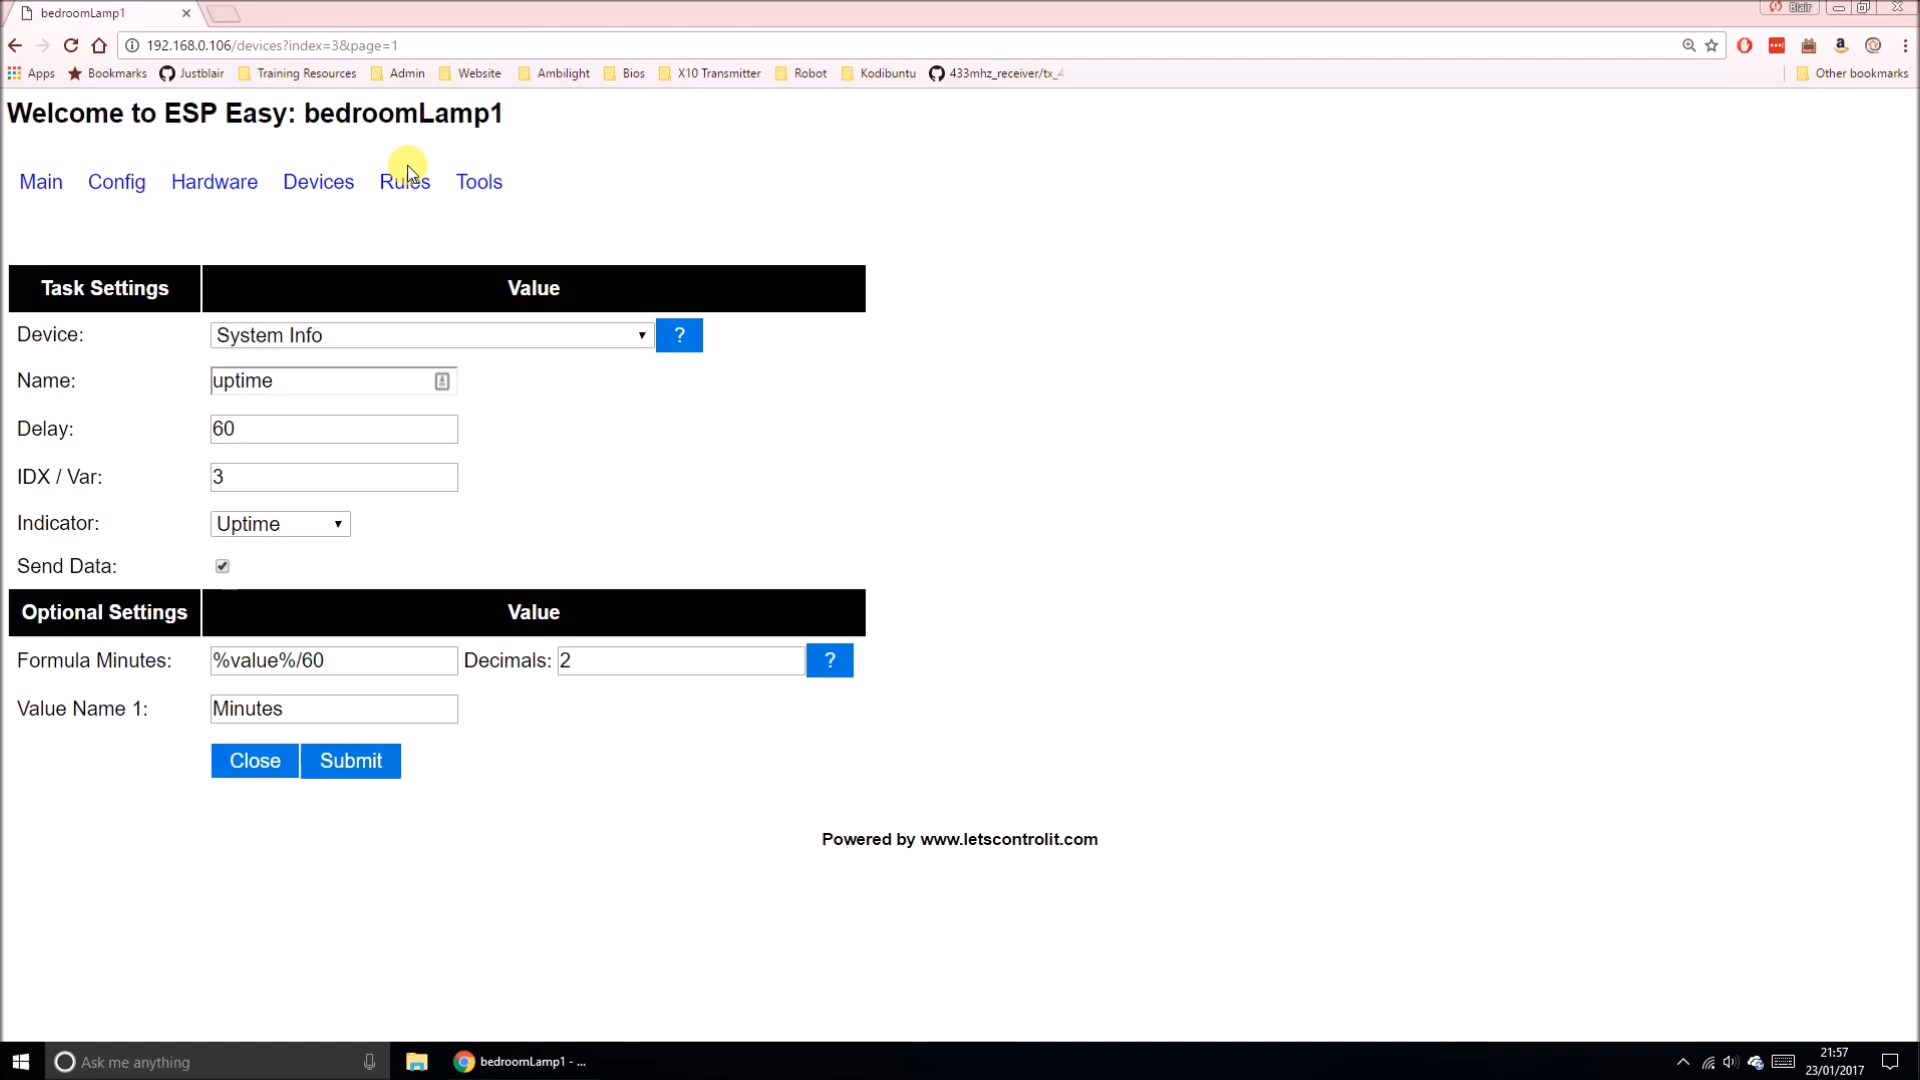 bedroomLamp1
Blair
192.168.0.106/devices?index=3&page=1
Apps Bookmarks Justblair Training Resources Admin Website Ambilight Bios X10 Transmitter Robot Kodibuntu 433mhz_receiver/tx_4 Other bookmarks
Welcome to ESP Easy: bedroomLamp1
Main Config Hardware Devices Rules Tools
Task Settings Value
Device: System Info ?
Name: uptime
Delay: 60
IDX / Var: 3
Indicator: Uptime
Send Data:
Optional Settings Value
Formula Minutes: %value%/60 Decimals: 2 ?
Value Name 1: Minutes
Close Submit
Powered by www.letscontrolit.com
Ask me anything
bedroomLamp1 - ...
21:57
23/01/2017